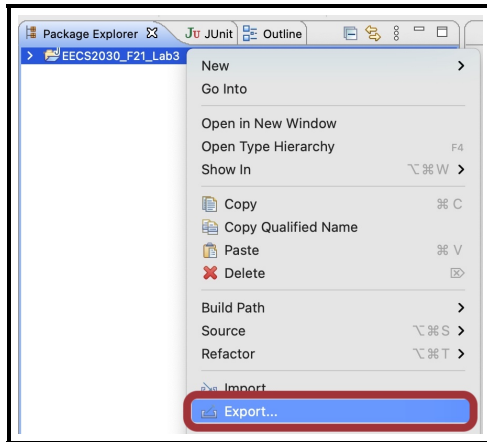 Package Explorer JU JUnit Outline
EECS2030_F21_Lab3
New
Go Into
Open in New Window
Open Type Hierarchy F4
Show In ⌥⌘W
Copy ⌘C
Copy Qualified Name
Paste ⌘V
Delete ⌦
Build Path
Source ⌥⌘S
Refactor ⌥⌘T
Import
Export...